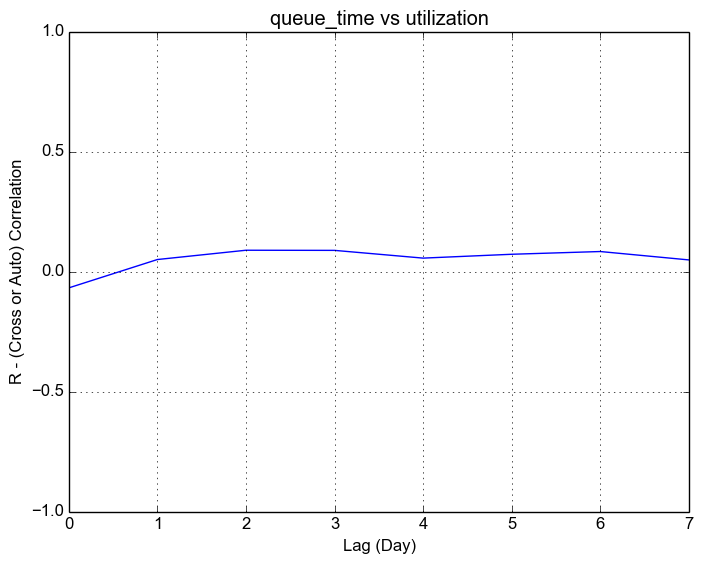 queue_time vs utilization
1.0
0.5
0.0
−0.5
−1.0
R - (Cross or Auto) Correlation
0 1 2 3 4 5 6 7
Lag (Day)